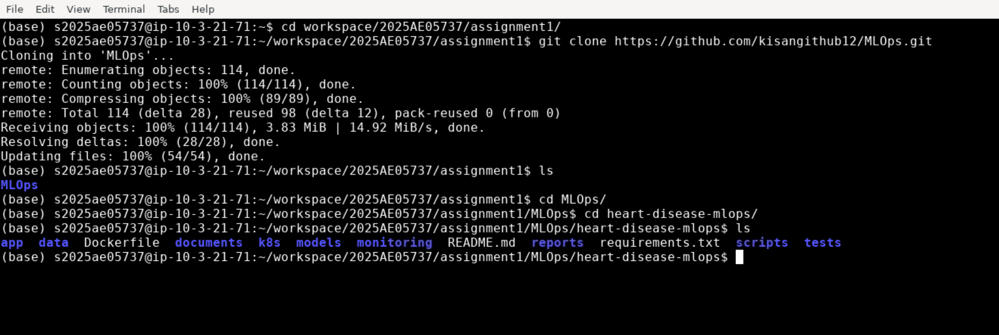 File Edit View Terminal Tabs Help
(base) s2025ae05737@ip-10-3-21-71:~$ cd workspace/2025AE05737/assignment1/
(base) s2025ae05737@ip-10-3-21-71:~/workspace/2025AE05737/assignment1$ git clone https://github.com/kisangithub12/MLOps.git
Cloning into 'MLOps'...
remote: Enumerating objects: 114, done.
remote: Counting objects: 100% (114/114), done.
remote: Compressing objects: 100% (89/89), done.
remote: Total 114 (delta 28), reused 98 (delta 12), pack-reused 0 (from 0)
Receiving objects: 100% (114/114), 3.83 MiB | 14.92 MiB/s, done.
Resolving deltas: 100% (28/28), done.
Updating files: 100% (54/54), done.
(base) s2025ae05737@ip-10-3-21-71:~/workspace/2025AE05737/assignment1$ ls
MLOps
(base) s2025ae05737@ip-10-3-21-71:~/workspace/2025AE05737/assignment1$ cd MLOps/
(base) s2025ae05737@ip-10-3-21-71:~/workspace/2025AE05737/assignment1/MLOps$ cd heart-disease-mlops/
(base) s2025ae05737@ip-10-3-21-71:~/workspace/2025AE05737/assignment1/MLOps/heart-disease-mlops$ ls
app data Dockerfile documents k8s models monitoring README.md reports requirements.txt scripts tests
(base) s2025ae05737@ip-10-3-21-71:~/workspace/2025AE05737/assignment1/MLOps/heart-disease-mlops$